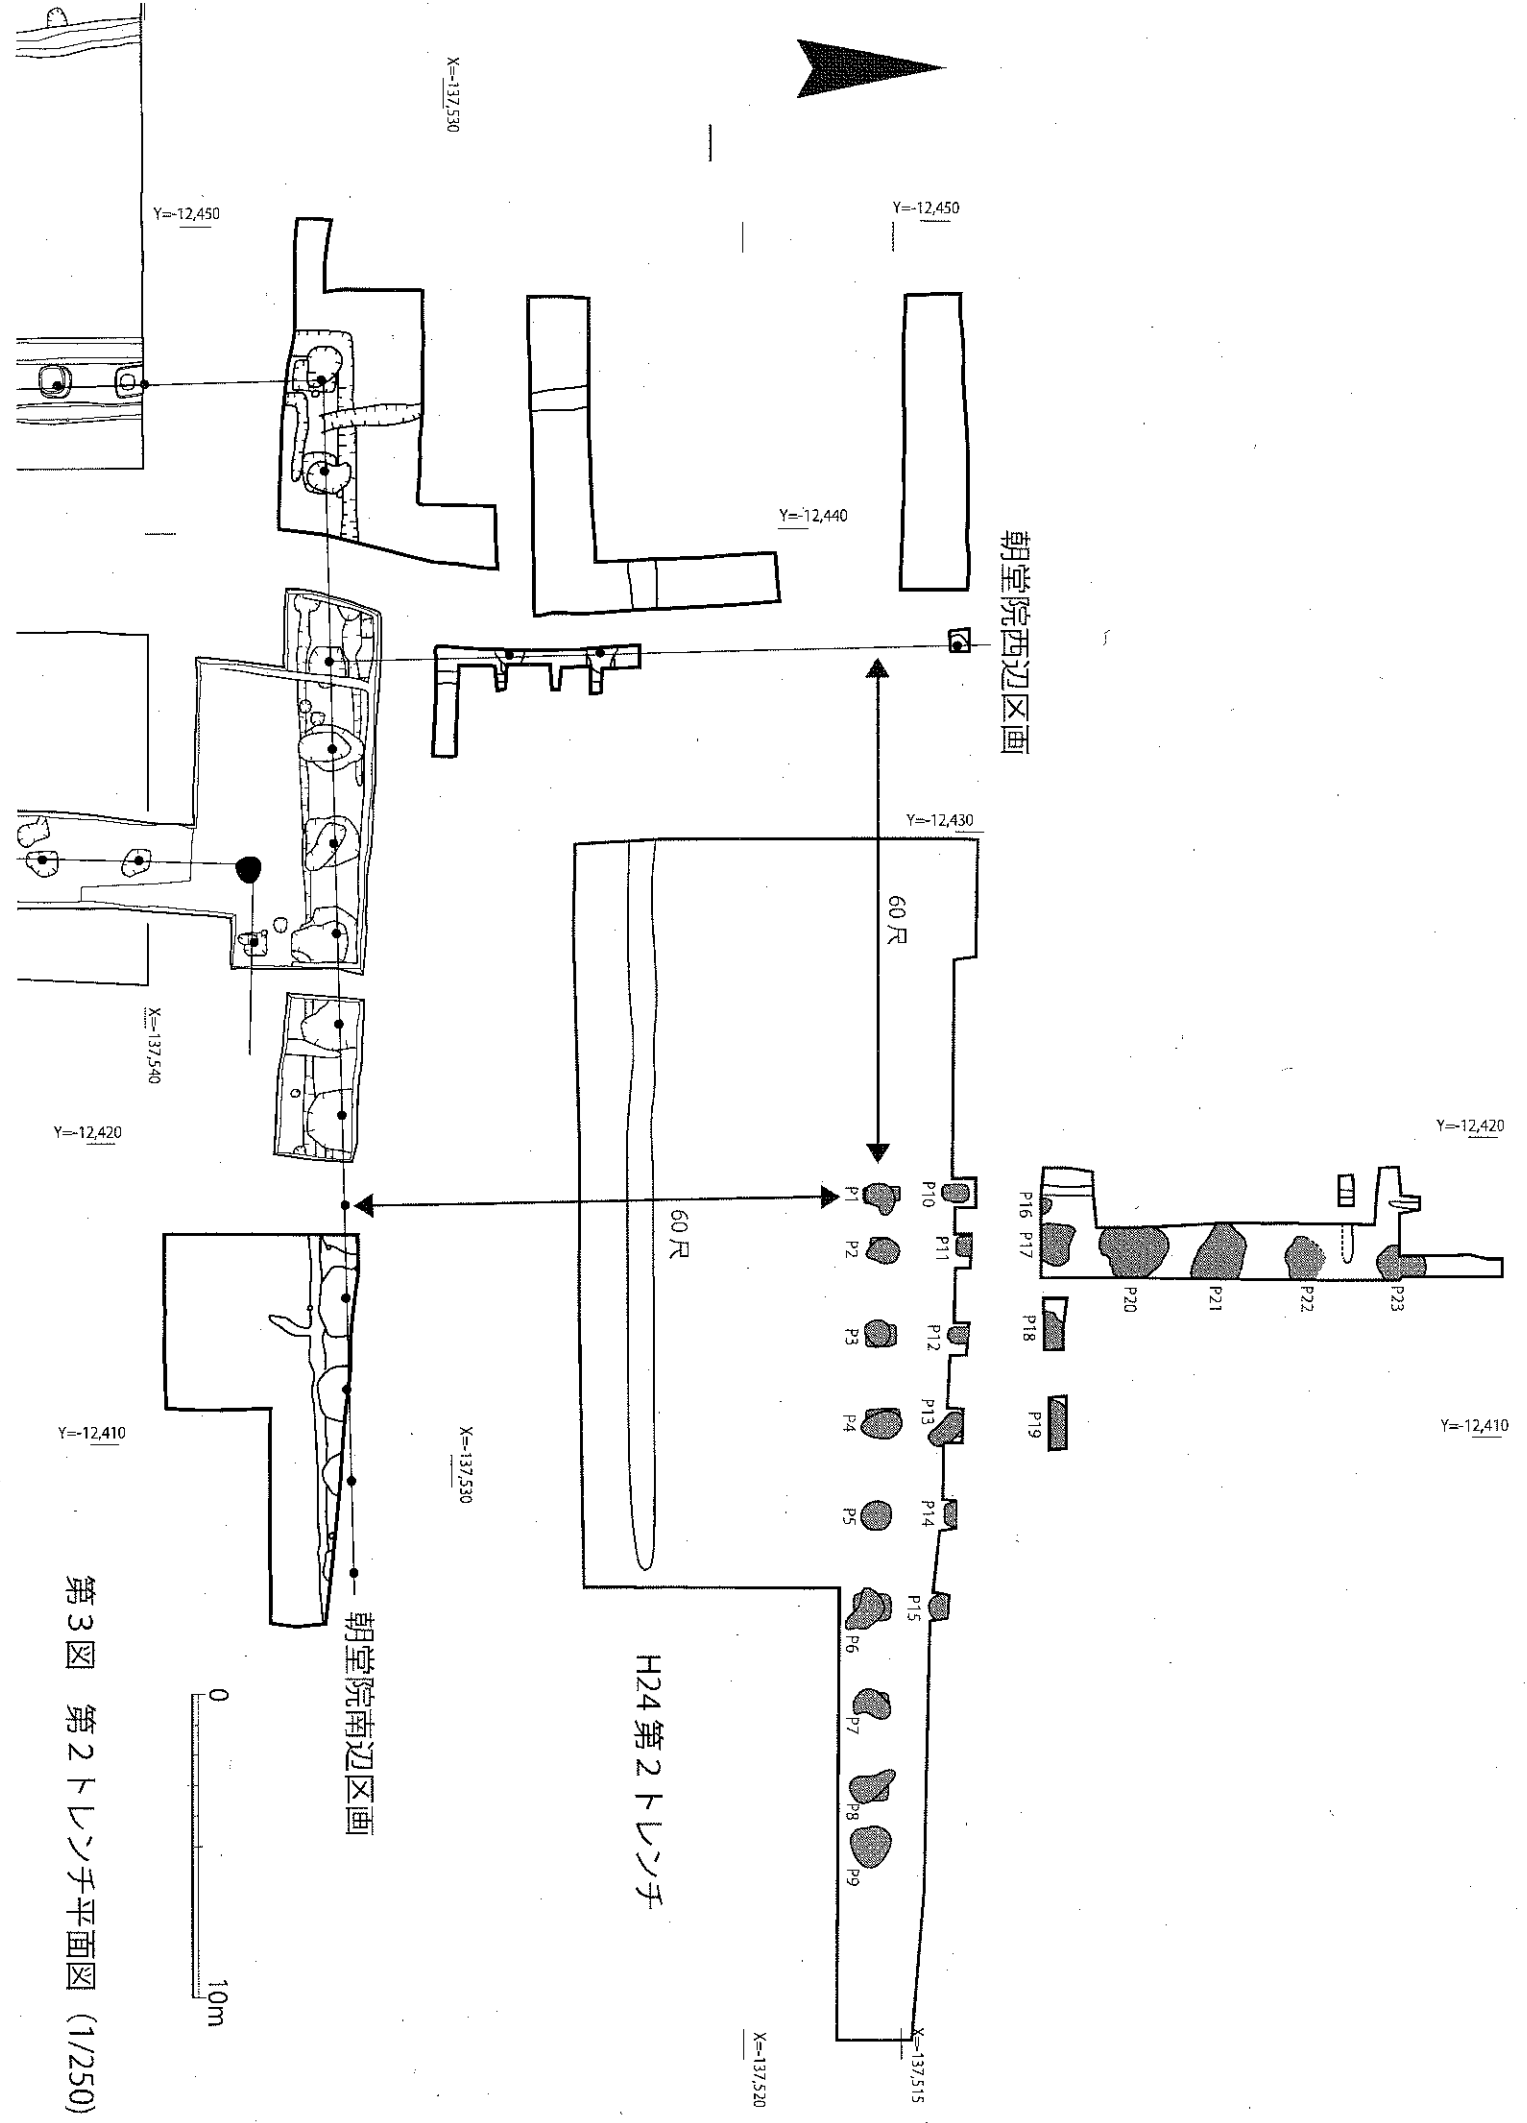 X=-137,530
Y=-12,450
Y=-12,450
Y=-12,440
朝堂院西辺区画
Y=-12,430
60尺
X=-137,540
Y=-12,420
Y=-12,420
60尺
P1
P2
P3
P4
P5
P6
P7
P8
P9
P10
P11
P12
P13
P14
P15
P16
P17
P18
P19
P20
P21
P22
P23
Y=-12,410
Y=-12,410
X=-137,530
朝堂院南辺区画
H24 第2トレンチ
X=-137,520
X=-137,515
0
10m
第3図 第2トレンチ平面図 (1/250)